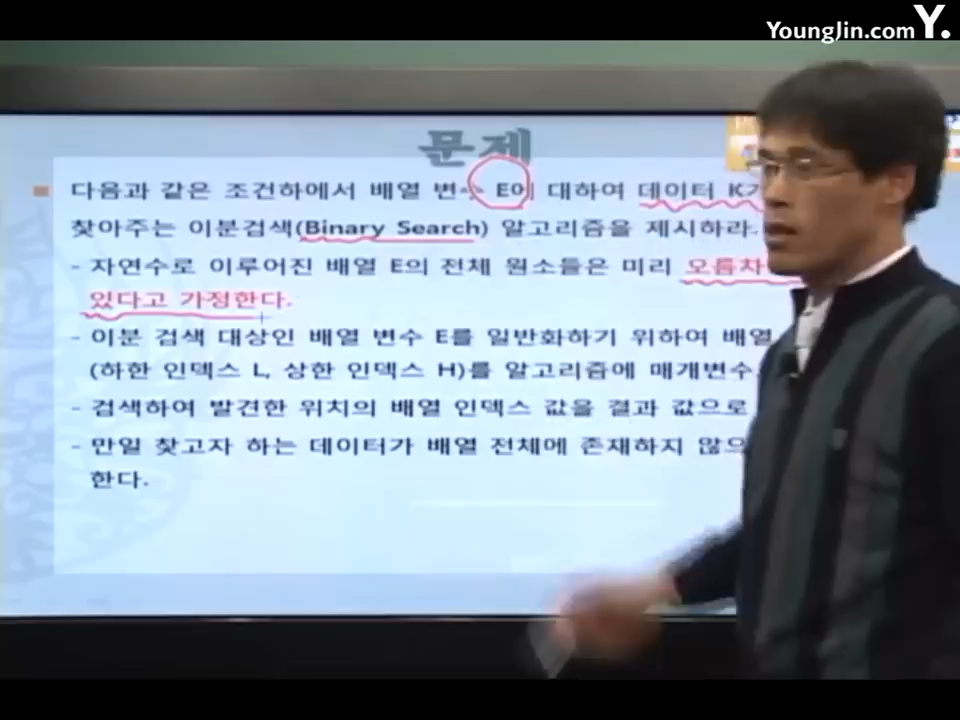 YoungJin.com Y.
문제
다음과 같은 조건하에서 배열 변수 E에 대하여 데이터 K가
찾아주는 이분검색(Binary Search) 알고리즘을 제시하라.
- 자연수로 이루어진 배열 E의 전체 원소들은 미리 오름차
있다고 가정한다.
- 이분 검색 대상인 배열 변수 E를 일반화하기 위하여 배열
(하한 인덱스 L, 상한 인덱스 H)를 알고리즘에 매개변수
- 검색하여 발견한 위치의 배열 인덱스 값을 결과 값으로
- 만일 찾고자 하는 데이터가 배열 전체에 존재하지 않으
한다.